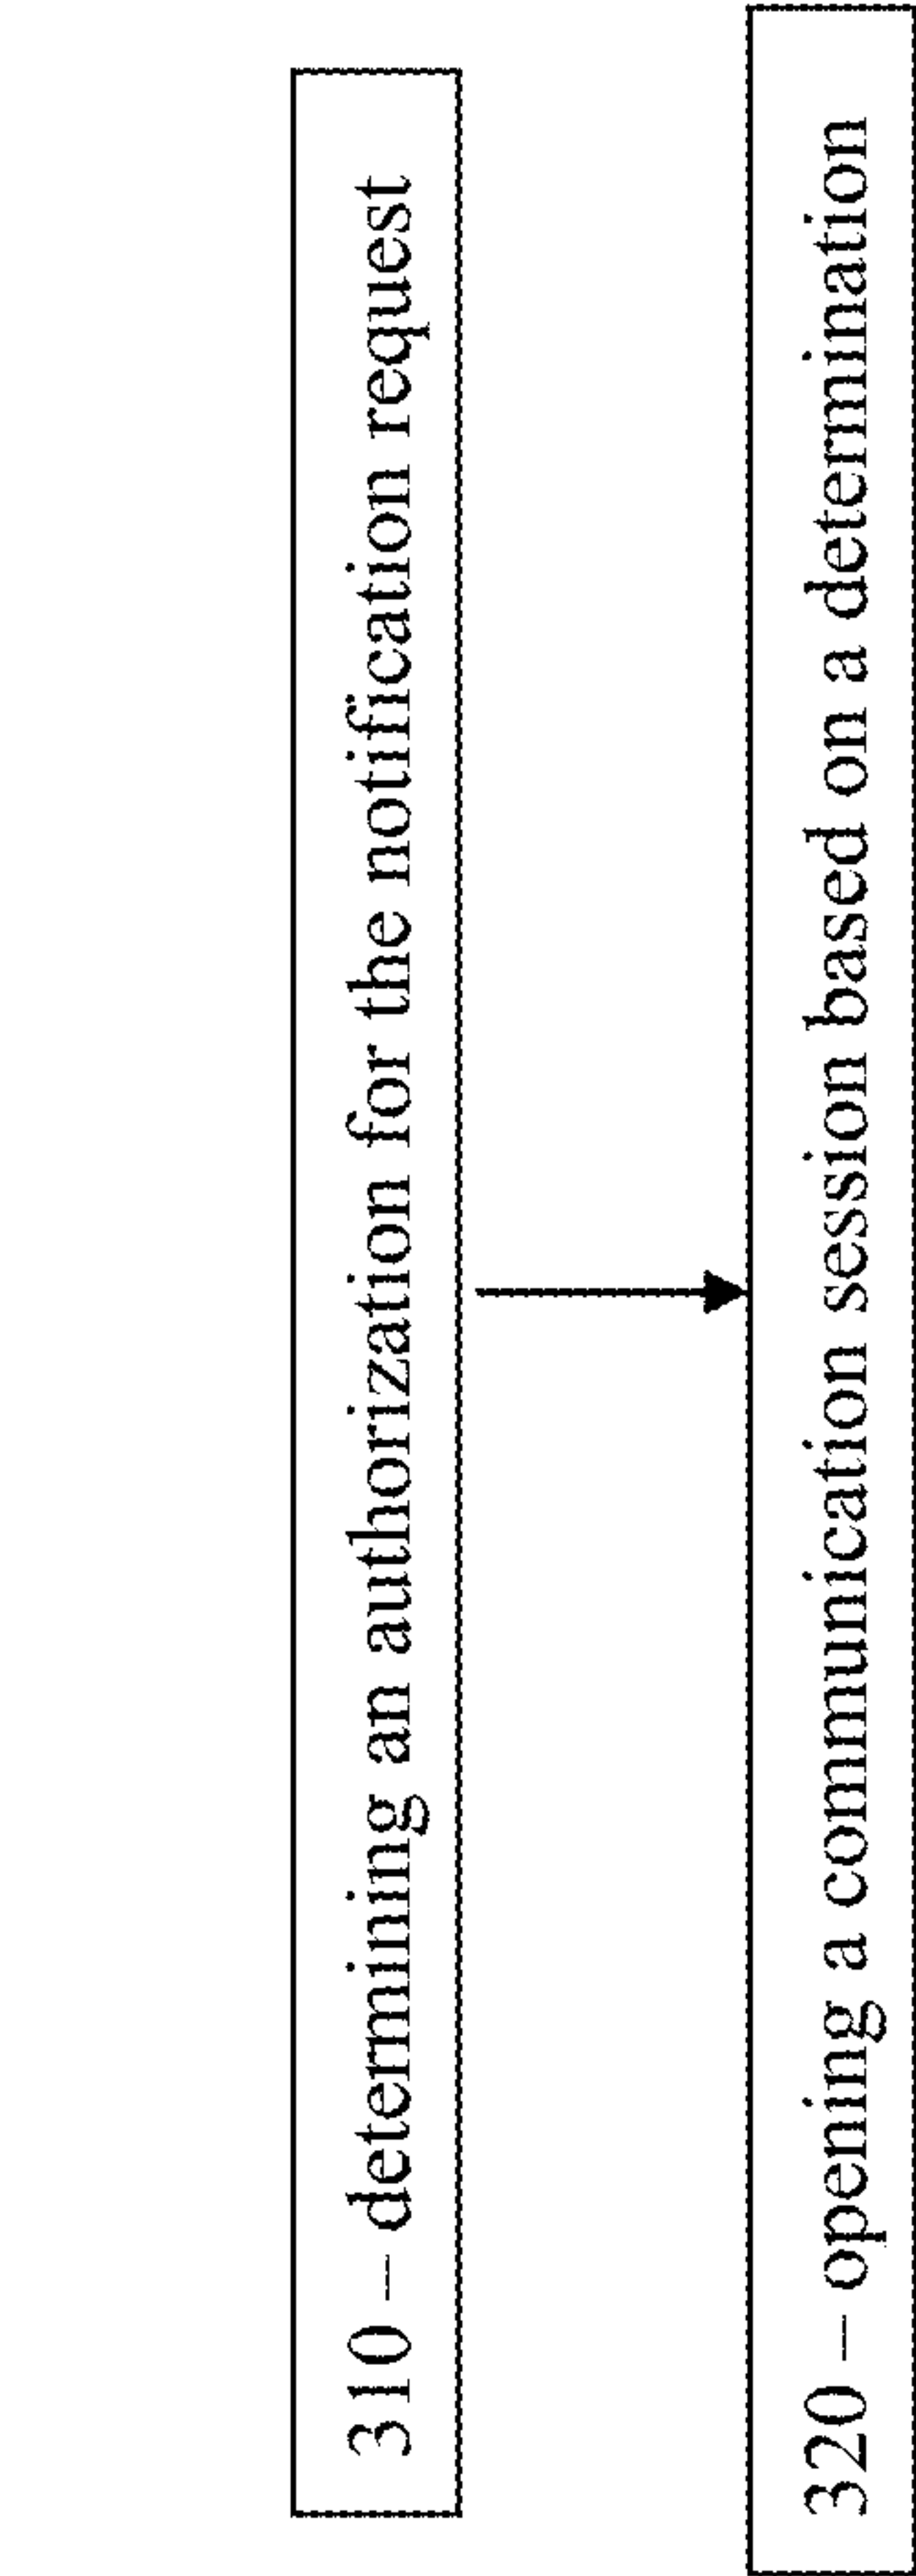 310 – determining an authorization for the notification request
320 – opening a communication session based on a determination